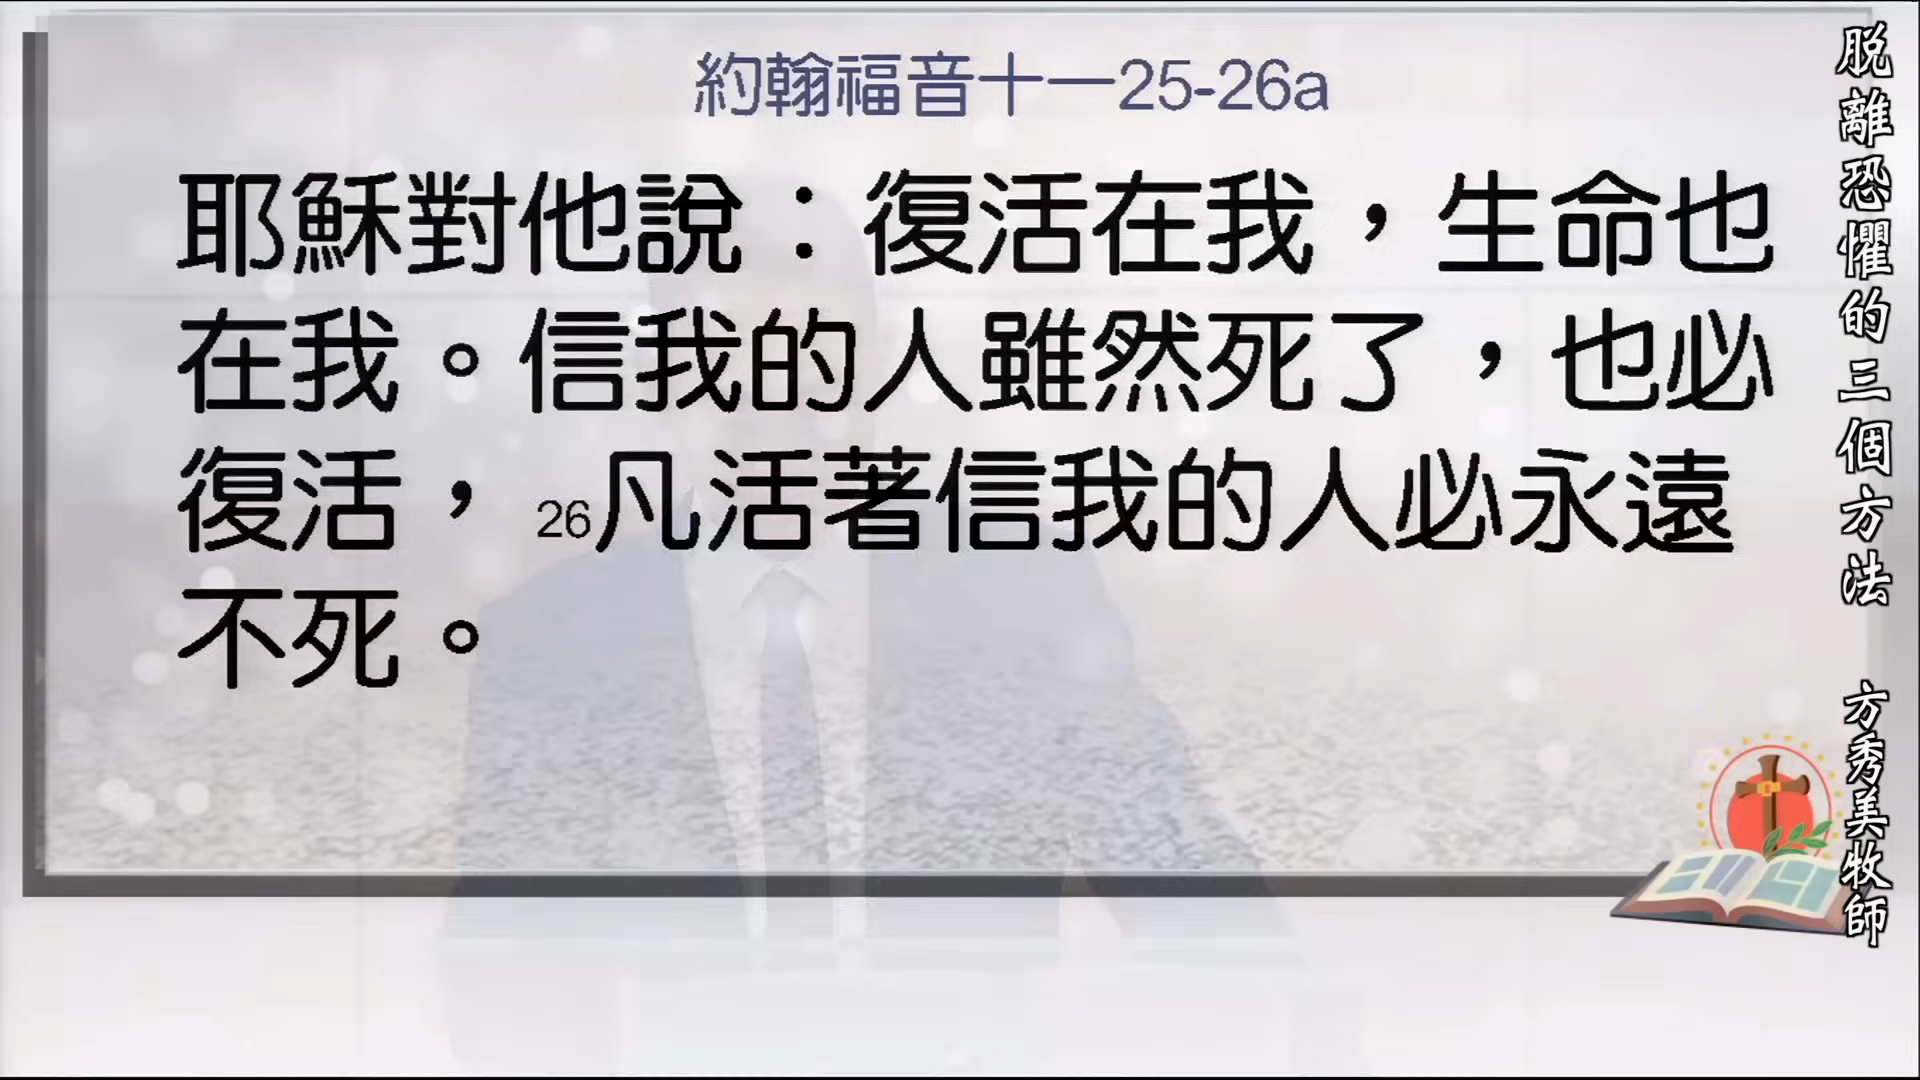 約翰福音十一25-26a
耶穌對他說：復活在我，生命也
在我。信我的人雖然死了，也必
復活，26凡活著信我的人必永遠
不死。
脫離恐懼的三個方法 方秀美牧師